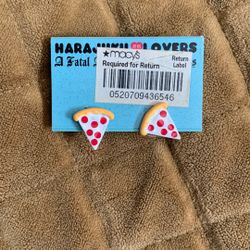 HARAJUKU LOVERS
A Fatal
★macy's
Required for Return
Return
Label
0520709436546